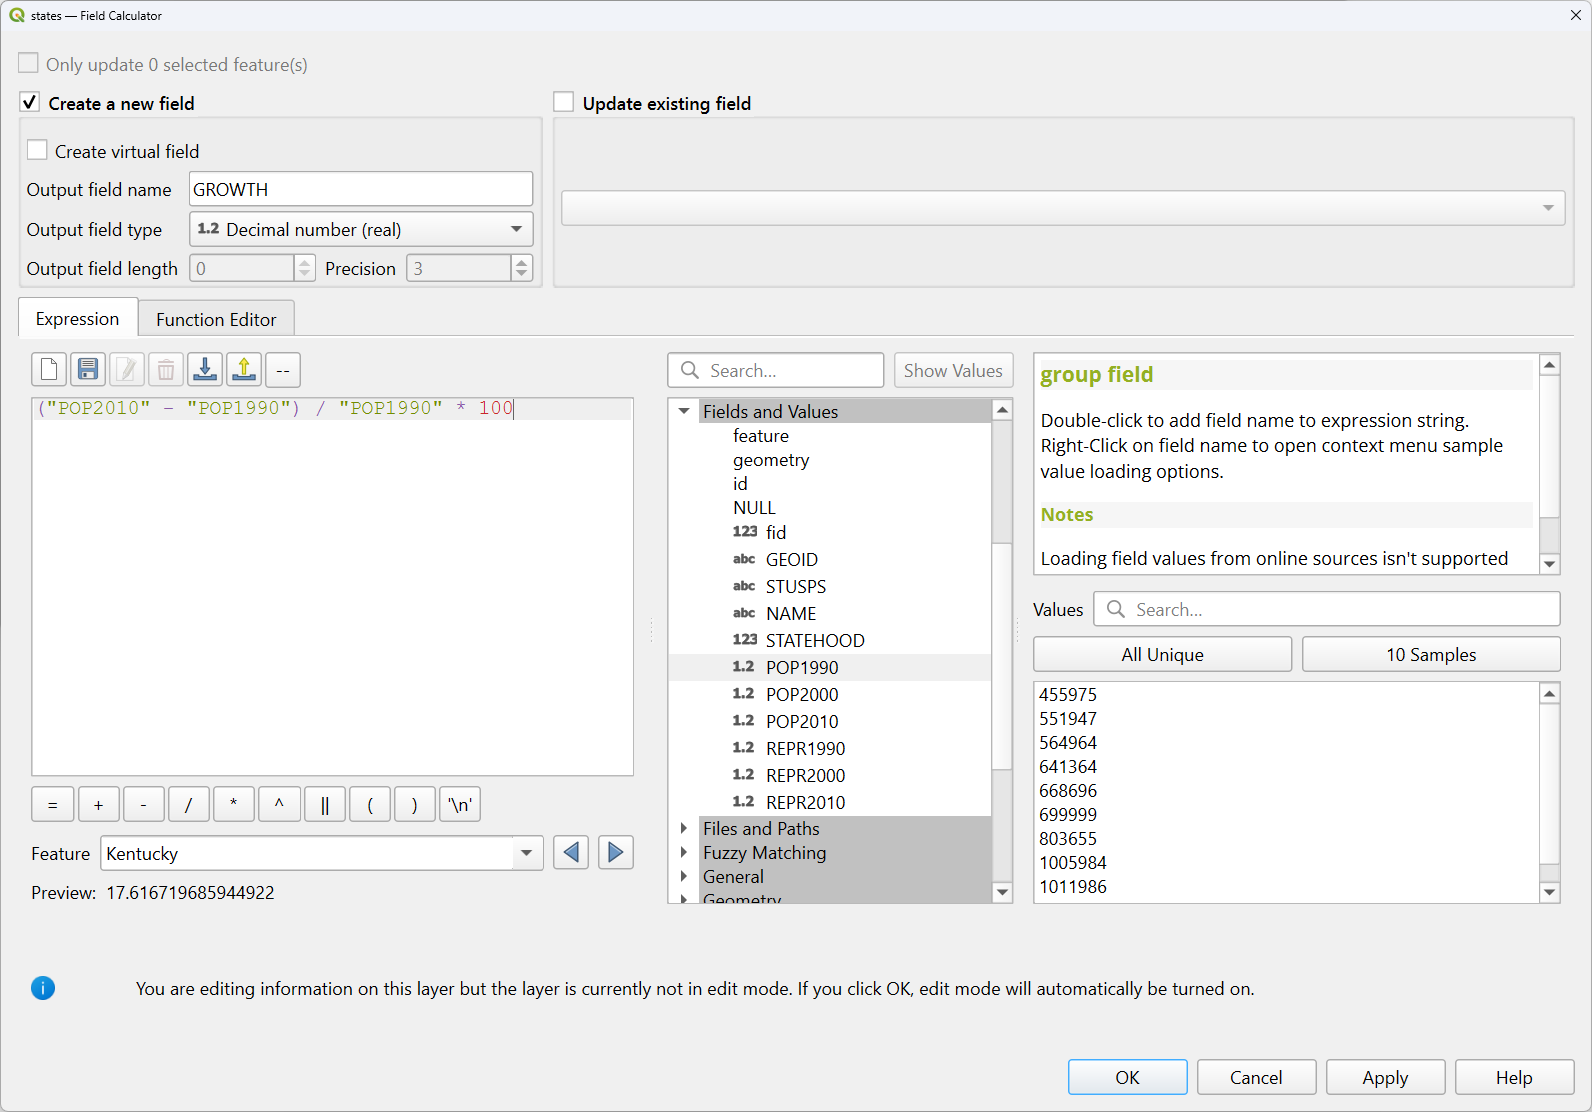 states — Field Calculator
Only update 0 selected feature(s)
Create a new field
Update existing field
Create virtual field
Output field name GROWTH
Output field type 1.2 Decimal number (real)
Output field length 0 Precision 3
Expression Function Editor
--
("POP2010" - "POP1990") / "POP1990" * 100
= + - / * ^ || ( ) '\n'
Feature Kentucky
Preview: 17.616719685944922
Search... Show Values
Fields and Values
feature
geometry
id
NULL
123 fid
abc GEOID
abc STUSPS
abc NAME
123 STATEHOOD
1.2 POP1990
1.2 POP2000
1.2 POP2010
1.2 REPR1990
1.2 REPR2000
1.2 REPR2010
Files and Paths
Fuzzy Matching
General
Geometry
group field
Double-click to add field name to expression string.
Right-Click on field name to open context menu sample
value loading options.
Notes
Loading field values from online sources isn't supported
Values Search...
All Unique 10 Samples
455975
551947
564964
641364
668696
699999
803655
1005984
1011986
You are editing information on this layer but the layer is currently not in edit mode. If you click OK, edit mode will automatically be turned on.
OK Cancel Apply Help